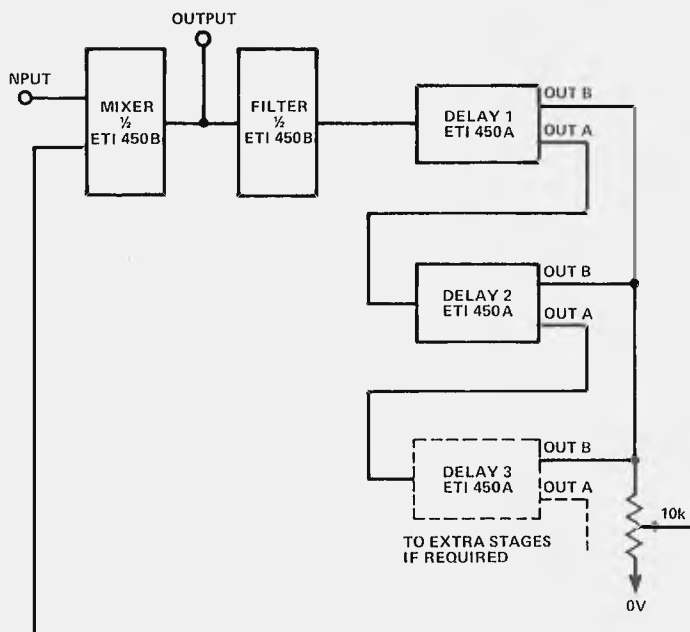 OUTPUT
NPUT
MIXER
½
ETI 450B
FILTER
½
ETI 450B
DELAY 1
ETI 450A
OUT B
OUT A
DELAY 2
ETI 450A
OUT B
OUT A
DELAY 3
ETI 450A
OUT B
OUT A
10k
TO EXTRA STAGES
IF REQUIRED
0V